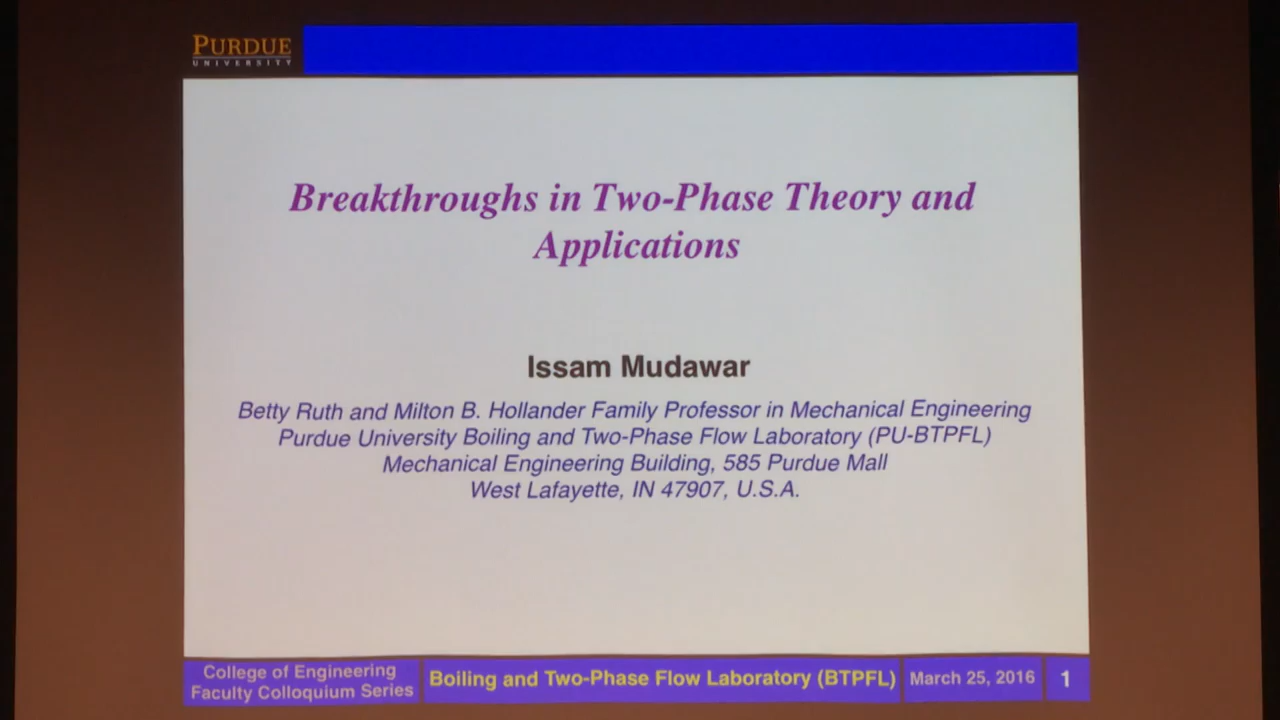 PURDUE
UNIVERSITY
Breakthroughs in Two-Phase Theory and
Applications
Issam Mudawar
Betty Ruth and Milton B. Hollander Family Professor in Mechanical Engineering
Purdue University Boiling and Two-Phase Flow Laboratory (PU-BTPFL)
Mechanical Engineering Building, 585 Purdue Mall
West Lafayette, IN 47907, U.S.A.
College of Engineering
Faculty Colloquium Series
Boiling and Two-Phase Flow Laboratory (BTPFL)
March 25, 2016
1